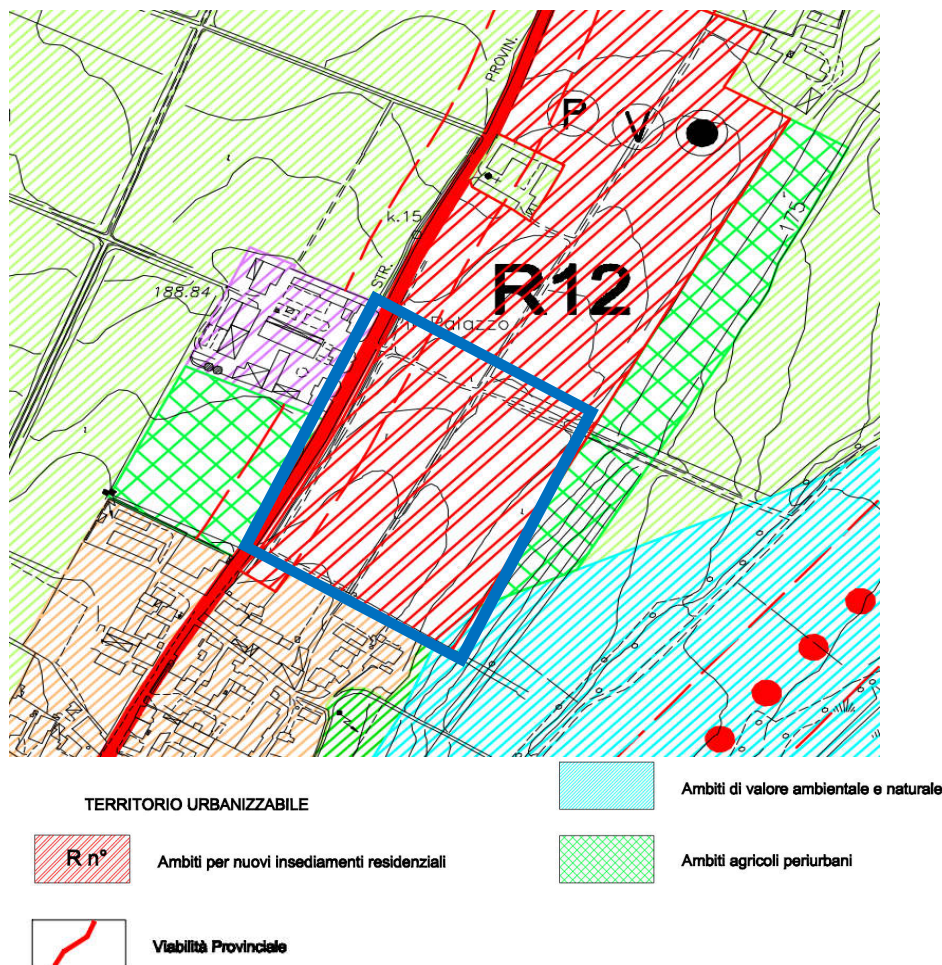 PROVIN.
P V
k.15
STR.
R12
175
188.84
Palazzo
TERRITORIO URBANIZZABILE
R n°
Ambiti per nuovi insediamenti residenziali
Viabilità Provinciale
Ambiti di valore ambientale e naturale
Ambiti agricoli periurbani